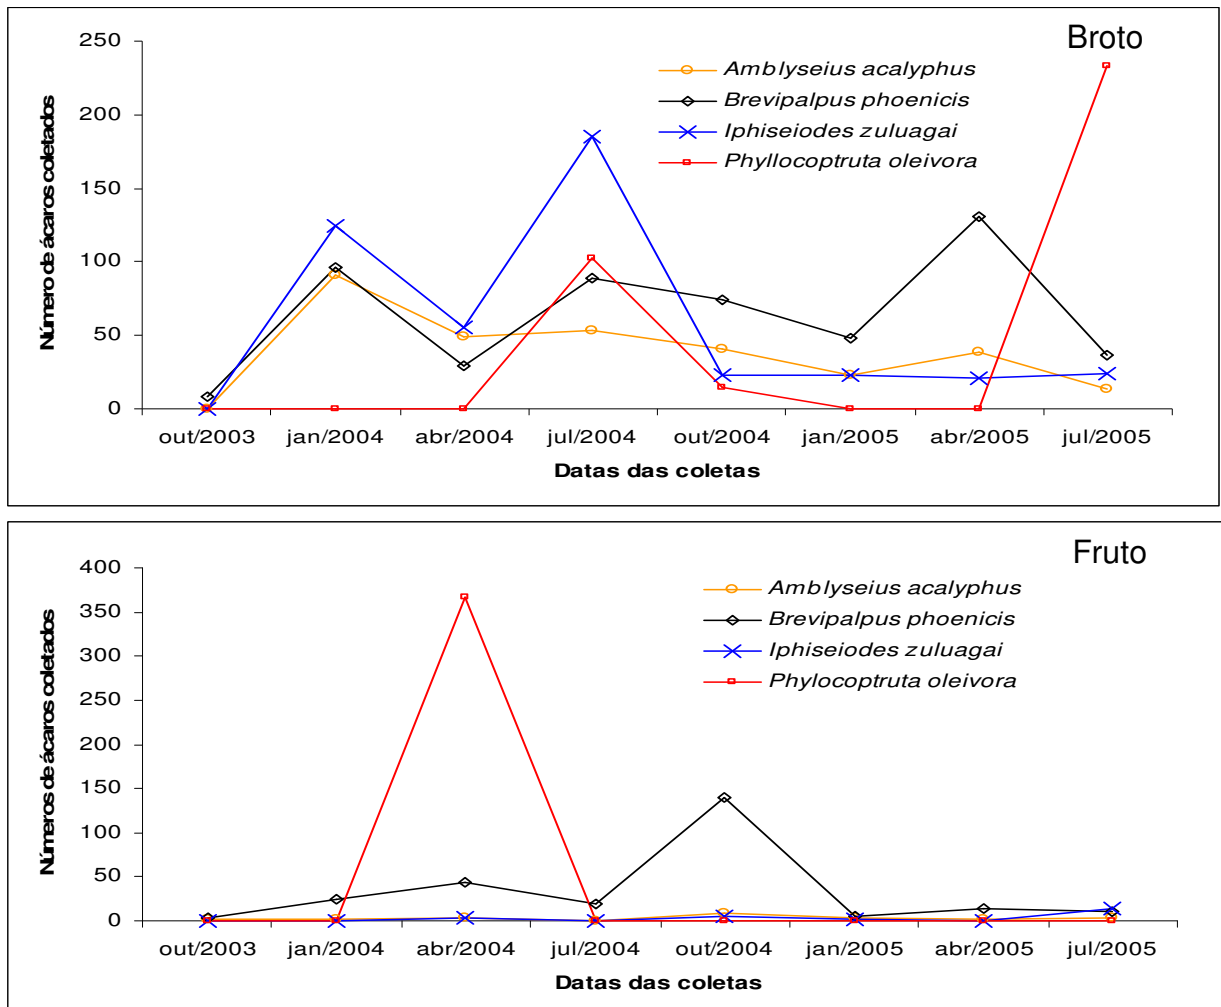 Broto
Amblyseius acalyphus
Brevipalpus phoenicis
Iphiseiodes zuluagai
Phyllocoptruta oleivora
Número de ácaros coletados
250
200
150
100
50
0
out/2003 jan/2004 abr/2004 jul/2004 out/2004 jan/2005 abr/2005 jul/2005
Datas das coletas
Fruto
Amblyseius acalyphus
Brevipalpus phoenicis
Iphiseiodes zuluagai
Phylocoptruta oleivora
Números de ácaros coletados
400
350
300
250
200
150
100
50
0
out/2003 jan/2004 abr/2004 jul/2004 out/2004 jan/2005 abr/2005 jul/2005
Datas das coletas